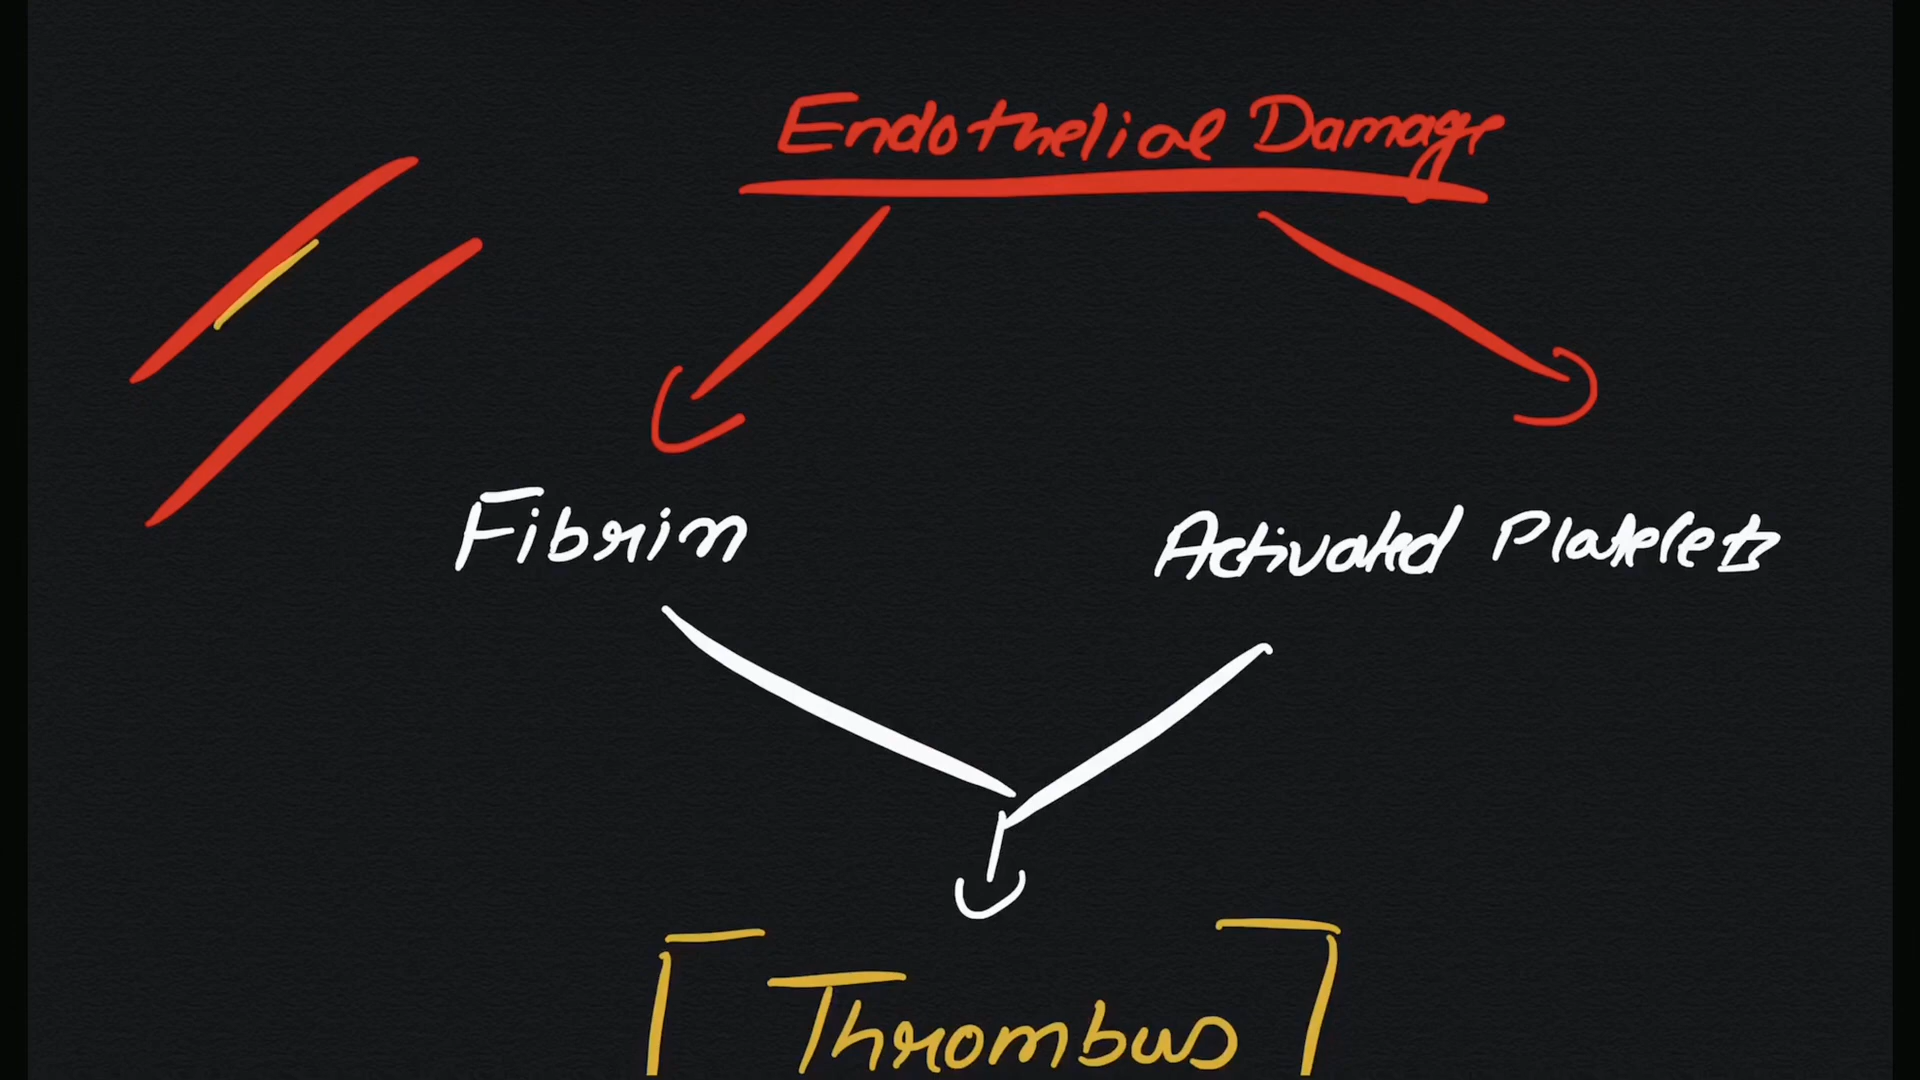 Endothelial Damage
Fibrin
Activated Platelets
Thrombus